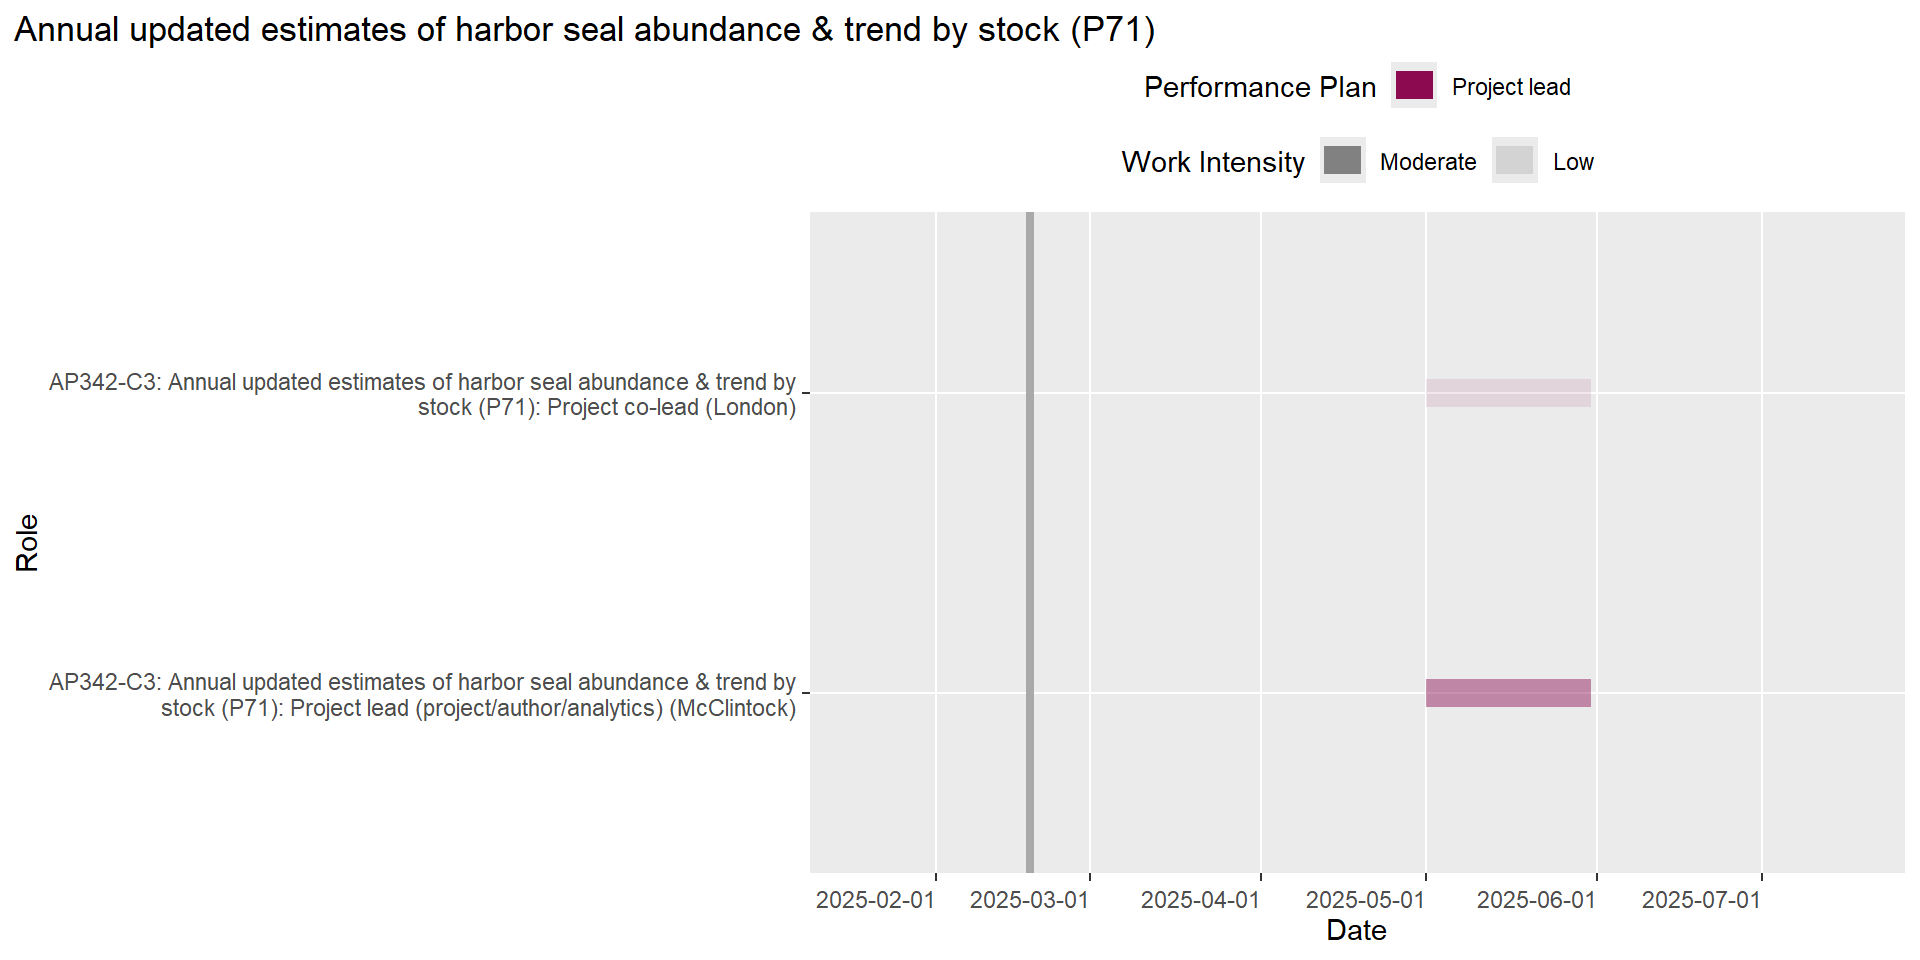 Annual updated estimates of harbor seal abundance & trend by stock (P71)
Performance Plan Project lead
Work Intensity Moderate Low
AP342-C3: Annual updated estimates of harbor seal abundance & trend by
stock (P71): Project co-lead (London)
Role
AP342-C3: Annual updated estimates of harbor seal abundance & trend by
stock (P71): Project lead (project/author/analytics) (McClintock)
2025-02-01 2025-03-01 2025-04-01 2025-05-01 2025-06-01 2025-07-01
Date